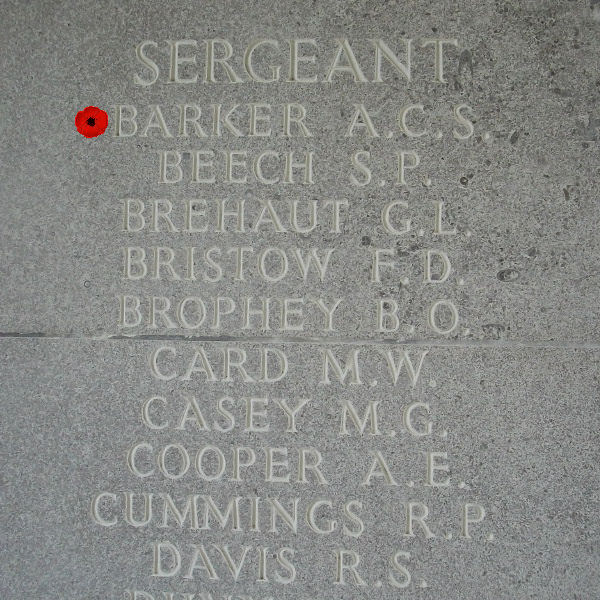 SERGEANT
BARKER A.C.S.
BEECH S.P.
BREHAUT G.L.
BRISTOW F.D.
BROPHEY B.O.
CARD M.W.
CASEY M.G.
COOPER A.E.
CUMMINGS R.P.
DAVIS R.S.